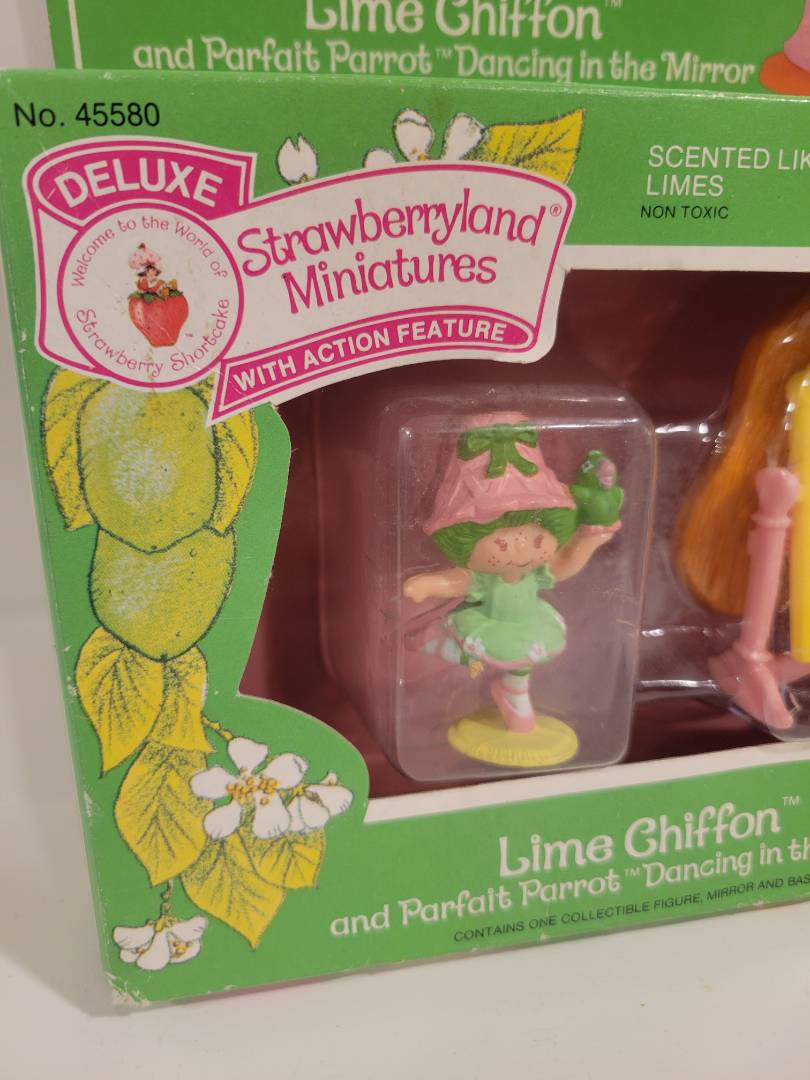 Lime Chiffon™
and Parfait Parrot™ Dancing in the Mirror
No. 45580
DELUXE
Welcome to the World of
Strawberry Shortcake
Strawberryland®
Miniatures
WITH ACTION FEATURE
SCENTED LIK
LIMES
NON TOXIC
Lime Chiffon™
and Parfait Parrot™ Dancing in th
CONTAINS ONE COLLECTIBLE FIGURE, MIRROR AND BAS